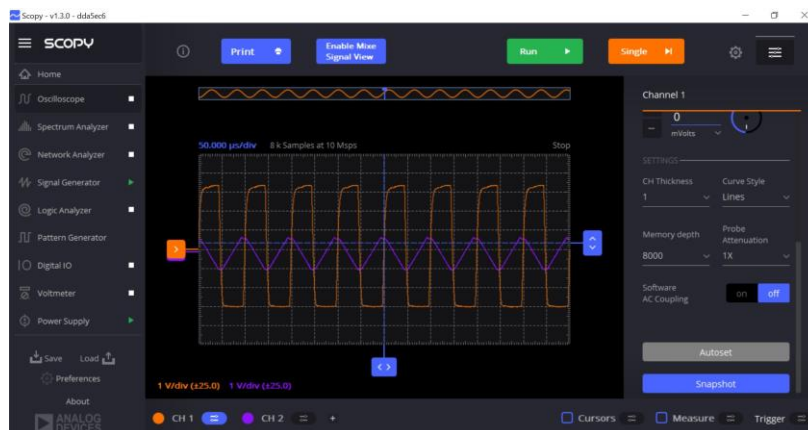 Scopy - v1.3.0 - dda5ec6
SCOPY
Print
Enable Mixe
Signal View
Run
Single
Home
Oscilloscope
Spectrum Analyzer
Network Analyzer
Signal Generator
Logic Analyzer
Pattern Generator
Digital IO
Voltmeter
Power Supply
Save Load
Preferences
About
ANALOG
DEVICES
50.000 µs/div 8 k Samples at 10 Msps Stop
1 V/div (±25.0) 1 V/div (±25.0)
CH 1 CH 2 +
Cursors Measure Trigger
Channel 1
0
mVolts
SETTINGS
CH Thickness Curve Style
1 Lines
Memory depth Probe
Attenuation
8000 1X
Software
AC Coupling
on off
Autoset
Snapshot